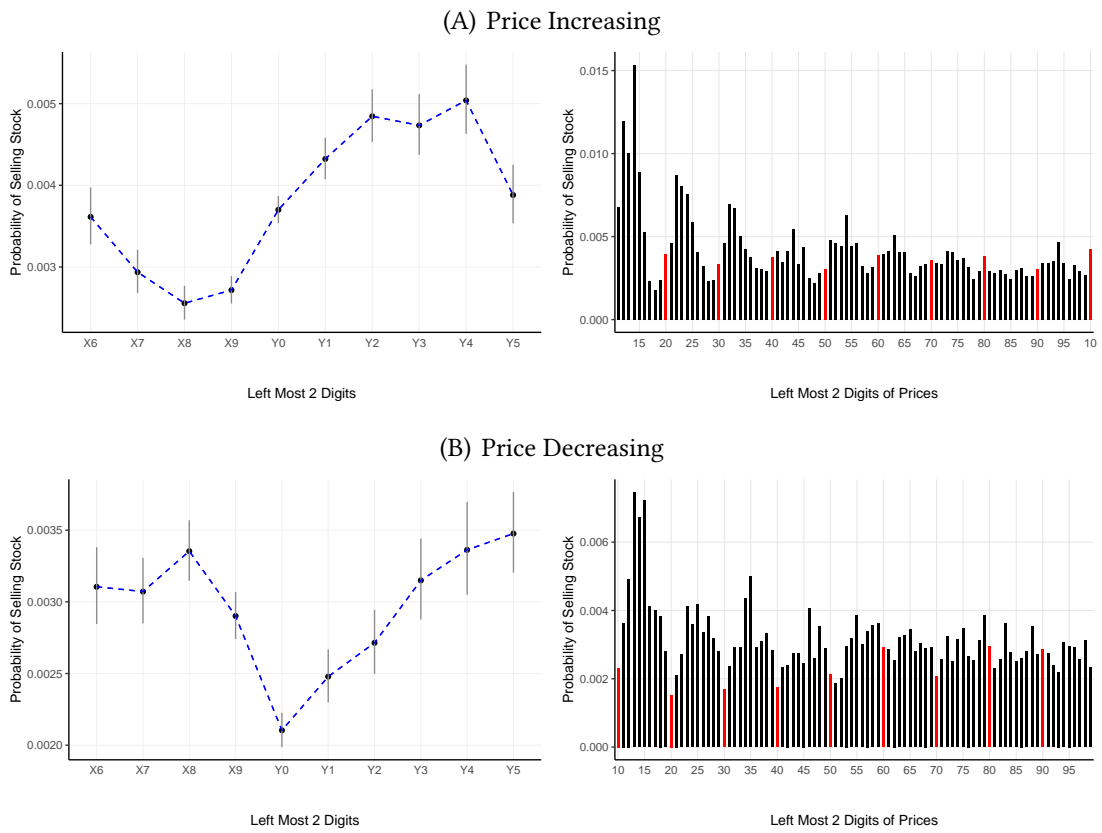 (A) Price Increasing
Probability of Selling Stock
0.005
0.004
0.003
X6 X7 X8 X9 Y0 Y1 Y2 Y3 Y4 Y5
Left Most 2 Digits
Probability of Selling Stock
0.015
0.010
0.005
0.000
15 20 25 30 35 40 45 50 55 60 65 70 75 80 85 90 95 10
Left Most 2 Digits of Prices
(B) Price Decreasing
Probability of Selling Stock
0.0035
0.0030
0.0025
0.0020
X6 X7 X8 X9 Y0 Y1 Y2 Y3 Y4 Y5
Left Most 2 Digits
Probability of Selling Stock
0.006
0.004
0.002
0.000
10 15 20 25 30 35 40 45 50 55 60 65 70 75 80 85 90 95
Left Most 2 Digits of Prices